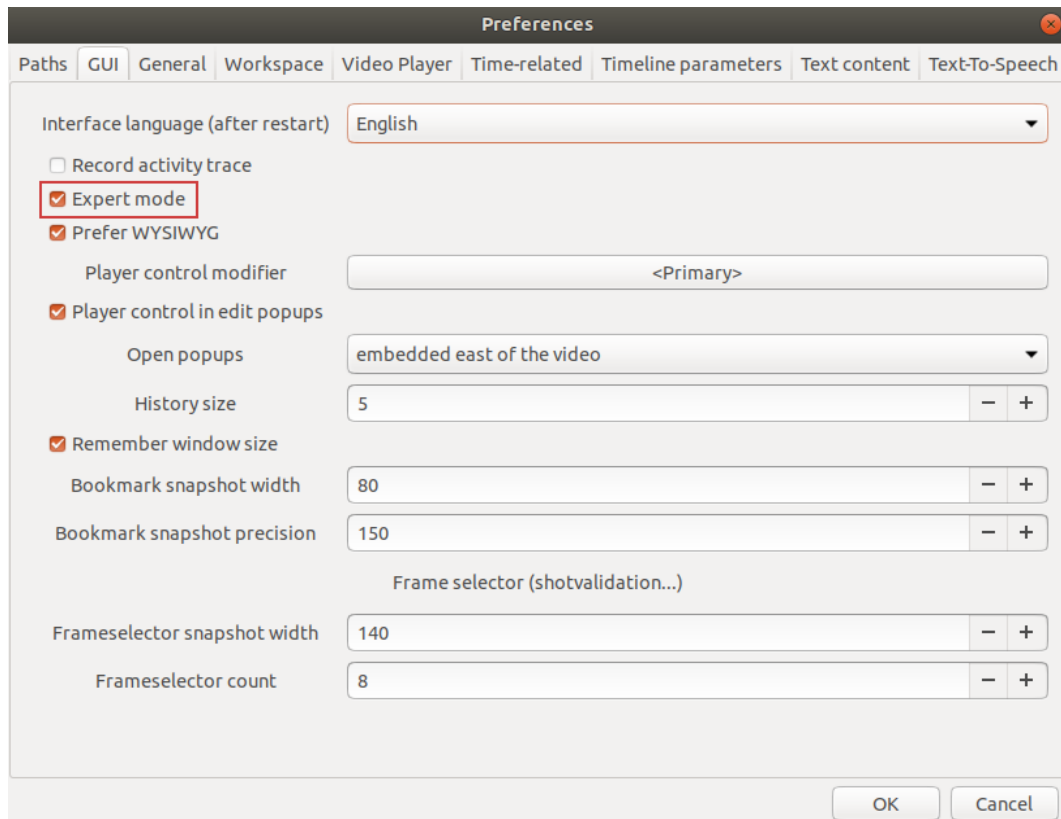 Preferences
Paths GUI General Workspace Video Player Time-related Timeline parameters Text content Text-To-Speech
Interface language (after restart) English
Record activity trace
Expert mode
Prefer WYSIWYG
Player control modifier <Primary>
Player control in edit popups
Open popups embedded east of the video
History size 5 − +
Remember window size
Bookmark snapshot width 80 − +
Bookmark snapshot precision 150 − +
Frame selector (shotvalidation...)
Frameselector snapshot width 140 − +
Frameselector count 8 − +
OK Cancel